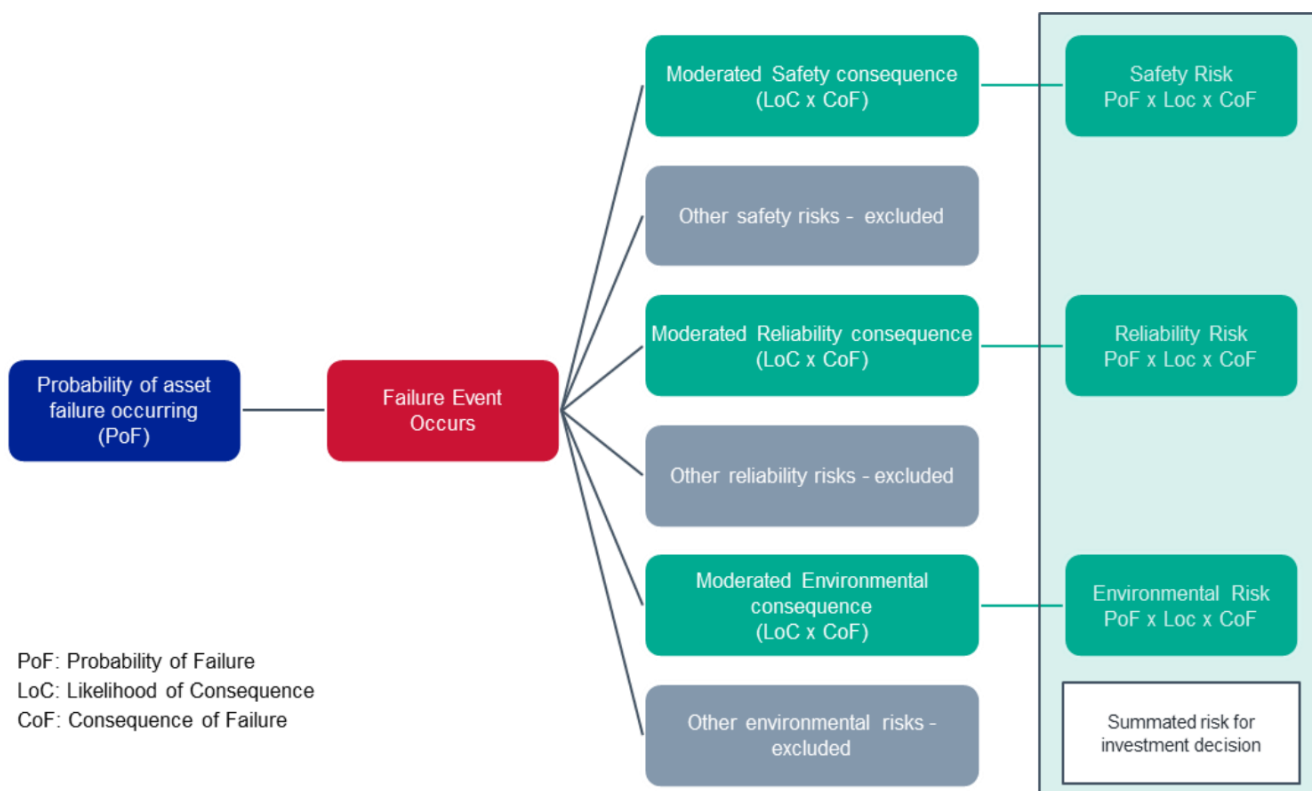 Probability of asset
failure occurring
(PoF)
Failure Event
Occurs
Moderated Safety consequence
(LoC x CoF)
Safety Risk
PoF x Loc x CoF
Other safety risks - excluded
Moderated Reliability consequence
(LoC x CoF)
Reliability Risk
PoF x Loc x CoF
Other reliability risks - excluded
Moderated Environmental
consequence
(LoC x CoF)
Environmental Risk
PoF x Loc x CoF
Other environmental risks -
excluded
Summated risk for
investment decision
PoF: Probability of Failure
LoC: Likelihood of Consequence
CoF: Consequence of Failure